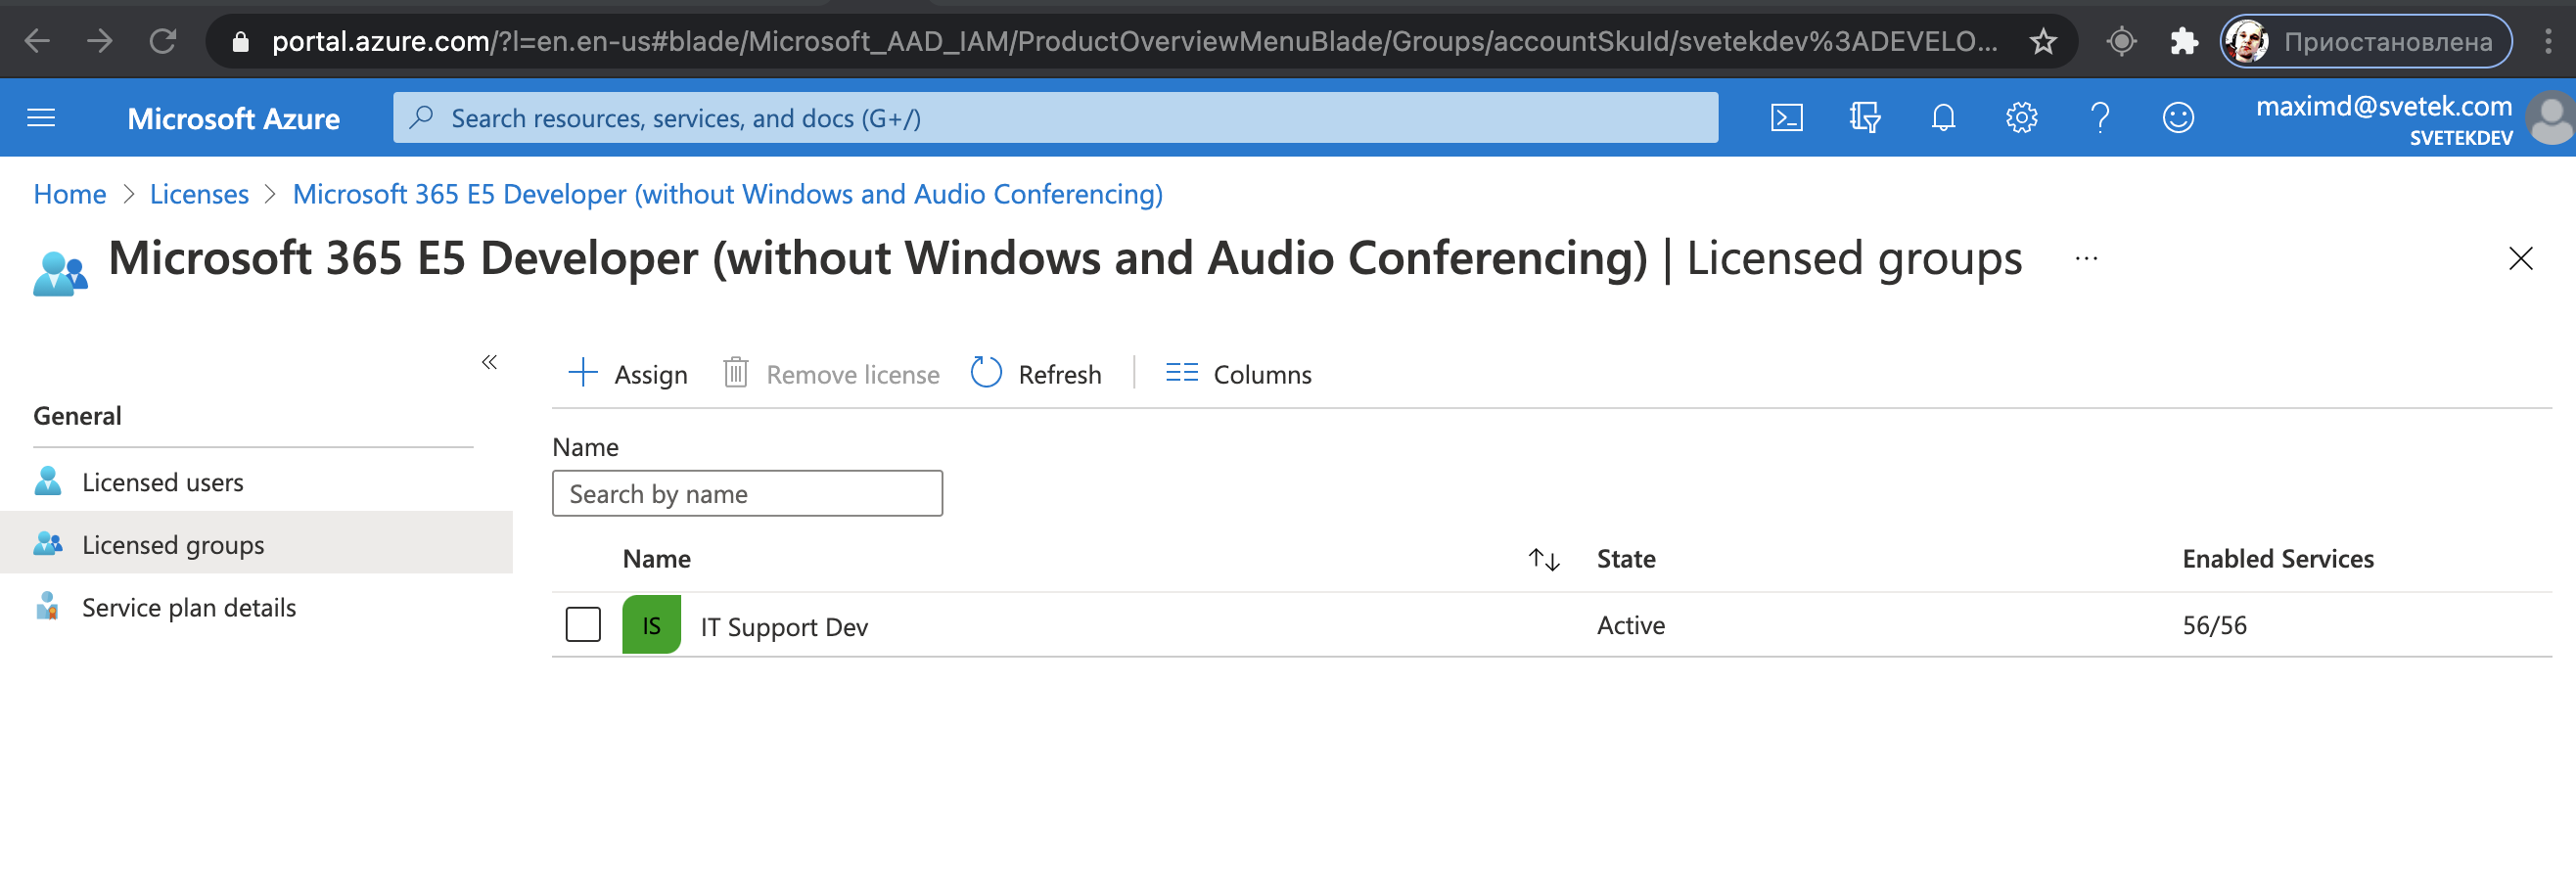 portal.azure.com/?l=en.en-us#blade/Microsoft_AAD_IAM/ProductOverviewMenuBlade/Groups/accountSkuId/svetekdev%3ADEVELO...
Приостановлена
Microsoft Azure
Search resources, services, and docs (G+/)
maximd@svetek.com
SVETEKDEV
Home > Licenses > Microsoft 365 E5 Developer (without Windows and Audio Conferencing)
Microsoft 365 E5 Developer (without Windows and Audio Conferencing) | Licensed groups ...
«
Assign Remove license Refresh Columns
General
Licensed users
Licensed groups
Service plan details
Name
Search by name
Name State Enabled Services
IS IT Support Dev Active 56/56